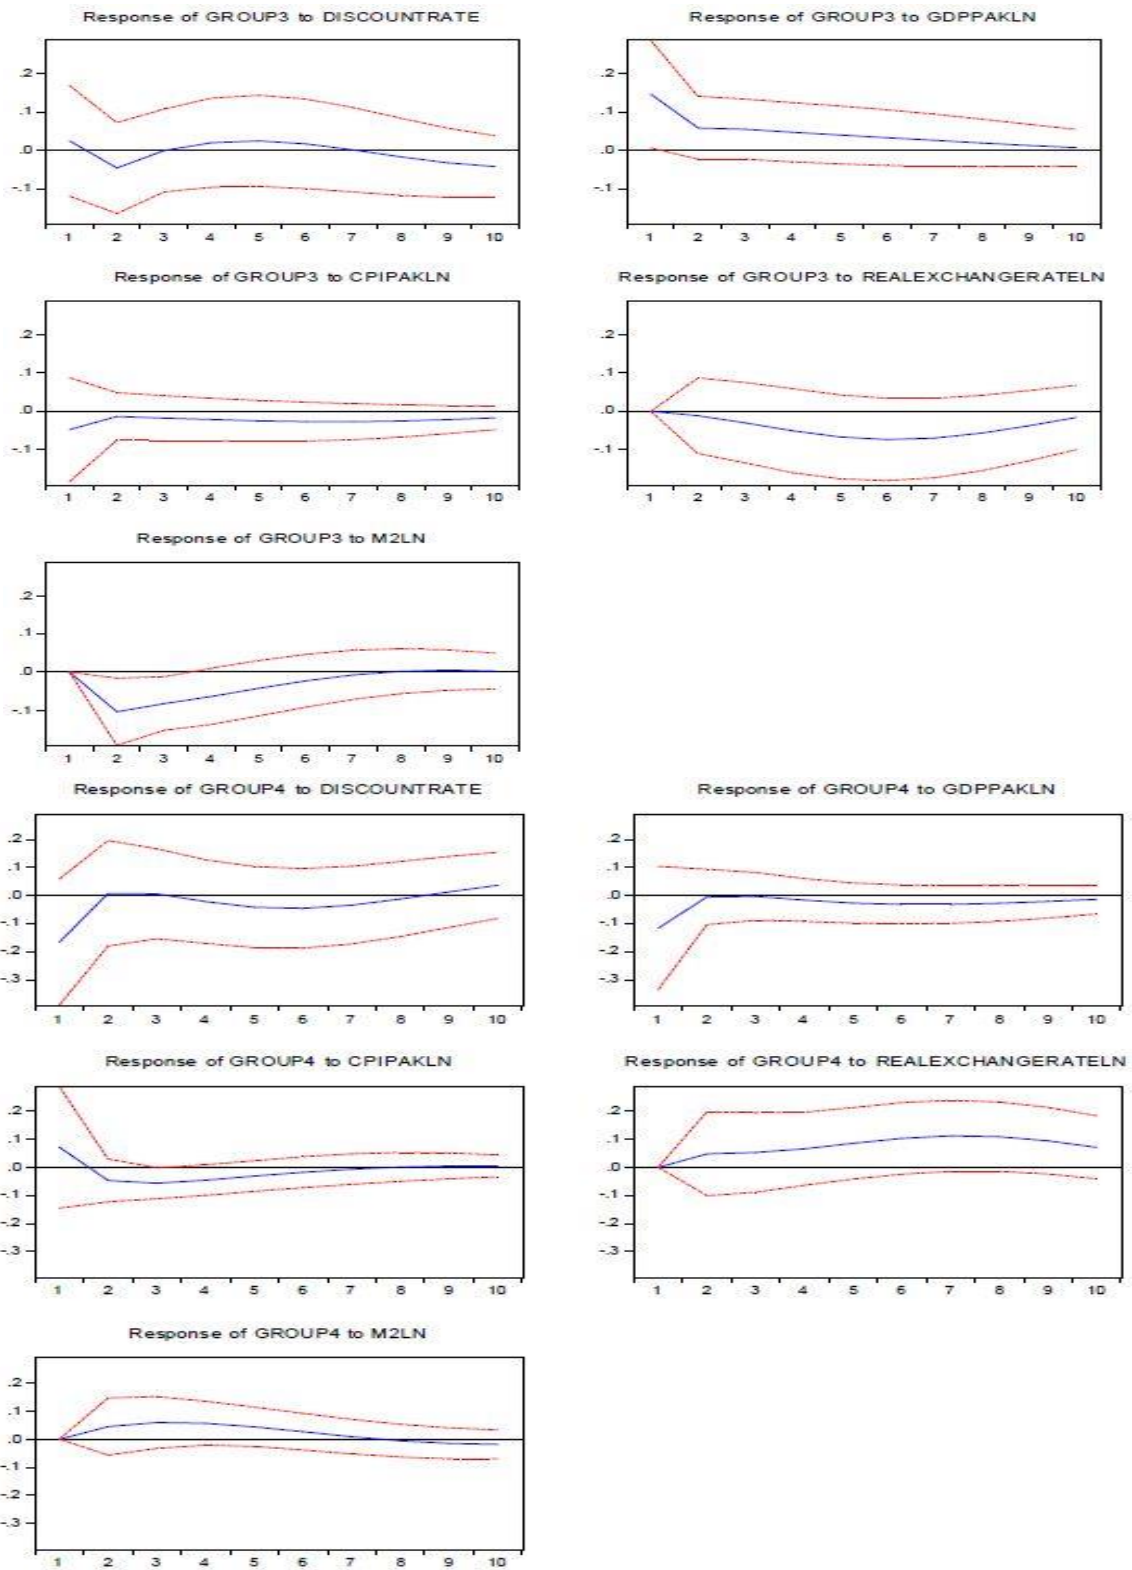 Response of GROUP3 to DISCOUNTRATE
.2
.1
.0
-.1
1 2 3 4 5 6 7 8 9 10
Response of GROUP3 to GDPPAKLN
.2
.1
.0
-.1
1 2 3 4 5 6 7 8 9 10
Response of GROUP3 to CPIPAKLN
.2
.1
.0
-.1
1 2 3 4 5 6 7 8 9 10
Response of GROUP3 to REALEXCHANGERATELN
.2
.1
.0
-.1
1 2 3 4 5 6 7 8 9 10
Response of GROUP3 to M2LN
.2
.1
.0
-.1
1 2 3 4 5 6 7 8 9 10
Response of GROUP4 to DISCOUNTRATE
.2
.1
.0
-.1
-.2
-.3
1 2 3 4 5 6 7 8 9 10
Response of GROUP4 to GDPPAKLN
.2
.1
.0
-.1
-.2
-.3
1 2 3 4 5 6 7 8 9 10
Response of GROUP4 to CPIPAKLN
.2
.1
.0
-.1
-.2
-.3
1 2 3 4 5 6 7 8 9 10
Response of GROUP4 to REALEXCHANGERATELN
.2
.1
.0
-.1
-.2
-.3
1 2 3 4 5 6 7 8 9 10
Response of GROUP4 to M2LN
.2
.1
.0
-.1
-.2
-.3
1 2 3 4 5 6 7 8 9 10